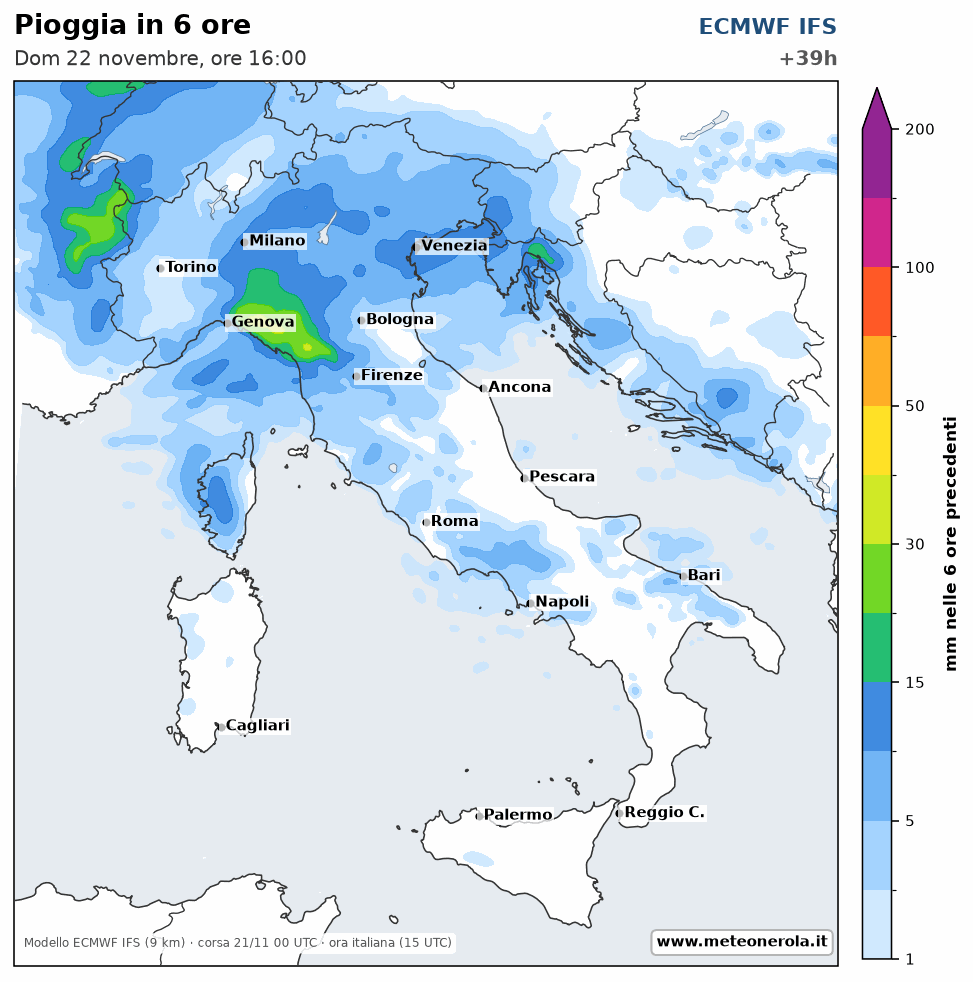 Pioggia in 6 ore
ECMWF IFS
Dom 22 novembre, ore 16:00
+39h
Milano
Venezia
Torino
Genova
Bologna
Firenze
Ancona
Pescara
Roma
Bari
Napoli
Cagliari
Palermo
Reggio C.
200
100
50
30
15
5
1
mm nelle 6 ore precedenti
Modello ECMWF IFS (9 km) · corsa 21/11 00 UTC · ora italiana (15 UTC)
www.meteonerola.it